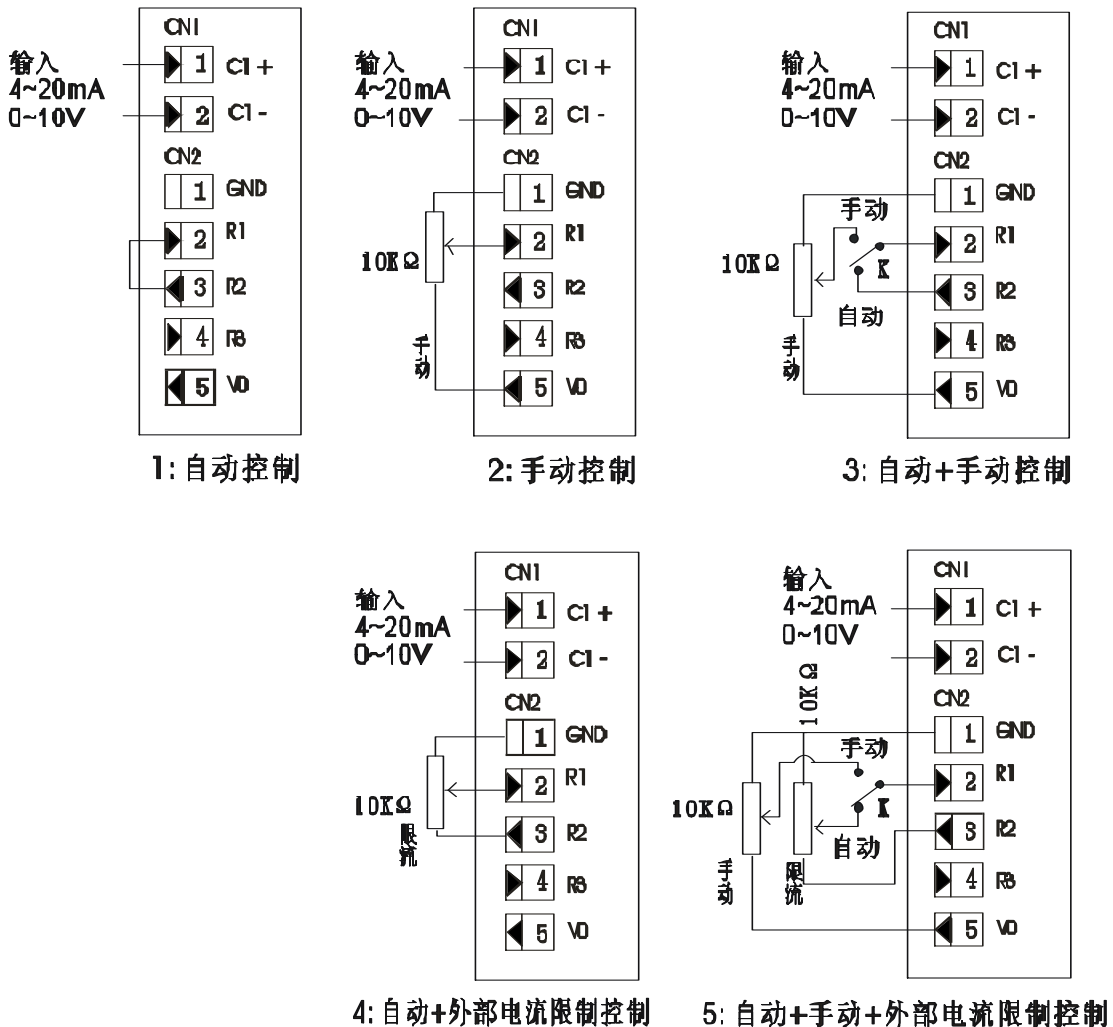 CN1
输入
4~20mA
0~10V
1 C1+
2 C1-
CN2
1 GND
2 R1
3 R2
4 R3
5 V0
1:自动控制
CN1
输入
4~20mA
0~10V
1 C1+
2 C1-
CN2
1 GND
2 R1
10KΩ
3 R2
4 R3
手动
5 V0
2:手动控制
CN1
输入
4~20mA
0~10V
1 C1+
2 C1-
CN2
1 GND
手动
2 R1
10KΩ
K
3 R2
自动
4 R3
手动
5 V0
3:自动+手动控制
CN1
输入
4~20mA
0~10V
1 C1+
2 C1-
CN2
1 GND
2 R1
10KΩ
限流
3 R2
4 R3
5 V0
4:自动+外部电流限制控制
CN1
输入
4~20mA
0~10V
1 C1+
2 C1-
10KΩ
CN2
1 GND
手动
2 R1
10KΩ
K
3 R2
自动
手动
限流
4 R3
5 V0
5:自动+手动+外部电流限制控制